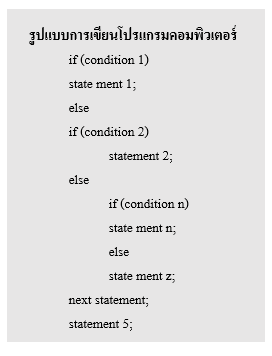 รูปแบบการเขียนโปรแกรมคอมพิวเตอร์
if (condition 1)
state ment 1;
else
if (condition 2)
statement 2;
else
if (condition n)
state ment n;
else
state ment z;
next statement;
statement 5;